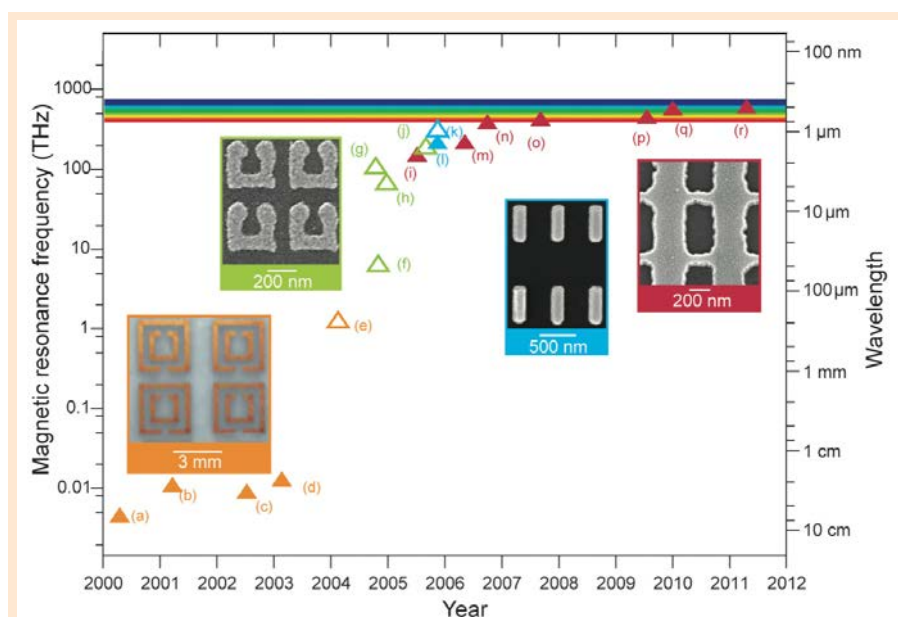 100 nm
1000
(k)
(j)
1 µm
(n)
(p)
(q)
(r)
(g)
(l)
(o)
100
(i)
(m)
(h)
10
10 µm
(f)
200 nm
200 nm
100 µm
1
(e)
500 nm
1 mm
0.1
3 mm
1 cm
0.01
(b)
(c)
(d)
(a)
10 cm
Magnetic resonance frequency (THz)
Wavelength
2000 2001 2002 2003 2004 2005 2006 2007 2008 2009 2010 2011 2012
Year